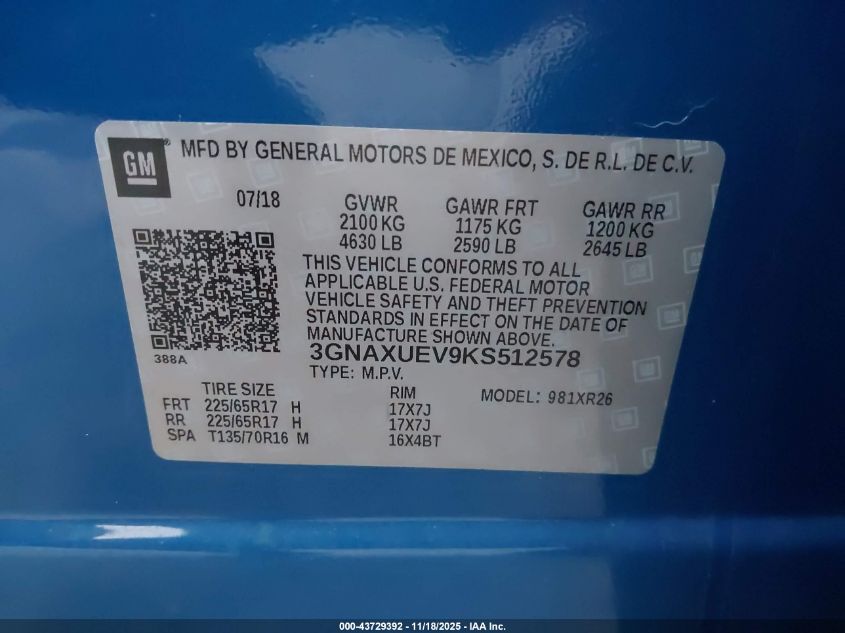 GM ® MFD BY GENERAL MOTORS DE MEXICO, S. DE R.L. DE C.V.
07/18 GVWR GAWR FRT GAWR RR
2100 KG 1175 KG 1200 KG
4630 LB 2590 LB 2645 LB
THIS VEHICLE CONFORMS TO ALL
APPLICABLE U.S. FEDERAL MOTOR
VEHICLE SAFETY AND THEFT PREVENTION
STANDARDS IN EFFECT ON THE DATE OF
MANUFACTURE SHOWN ABOVE.
388A 3GNAXUEV9KS512578
TYPE: M.P.V.
TIRE SIZE RIM MODEL: 981XR26
FRT 225/65R17 H 17X7J
RR 225/65R17 H 17X7J
SPA T135/70R16 M 16X4BT
000-43729392 - 11/18/2025 - IAA Inc.